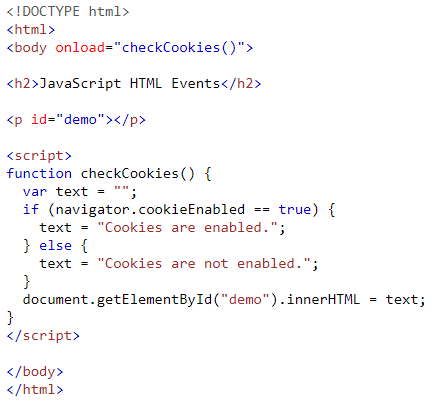 <!DOCTYPE html>
<html>
<body onload="checkCookies()">

<h2>JavaScript HTML Events</h2>

<p id="demo"></p>

<script>
function checkCookies() {
  var text = "";
  if (navigator.cookieEnabled == true) {
    text = "Cookies are enabled.";
  } else {
    text = "Cookies are not enabled.";
  }
  document.getElementById("demo").innerHTML = text;
}
</script>

</body>
</html>